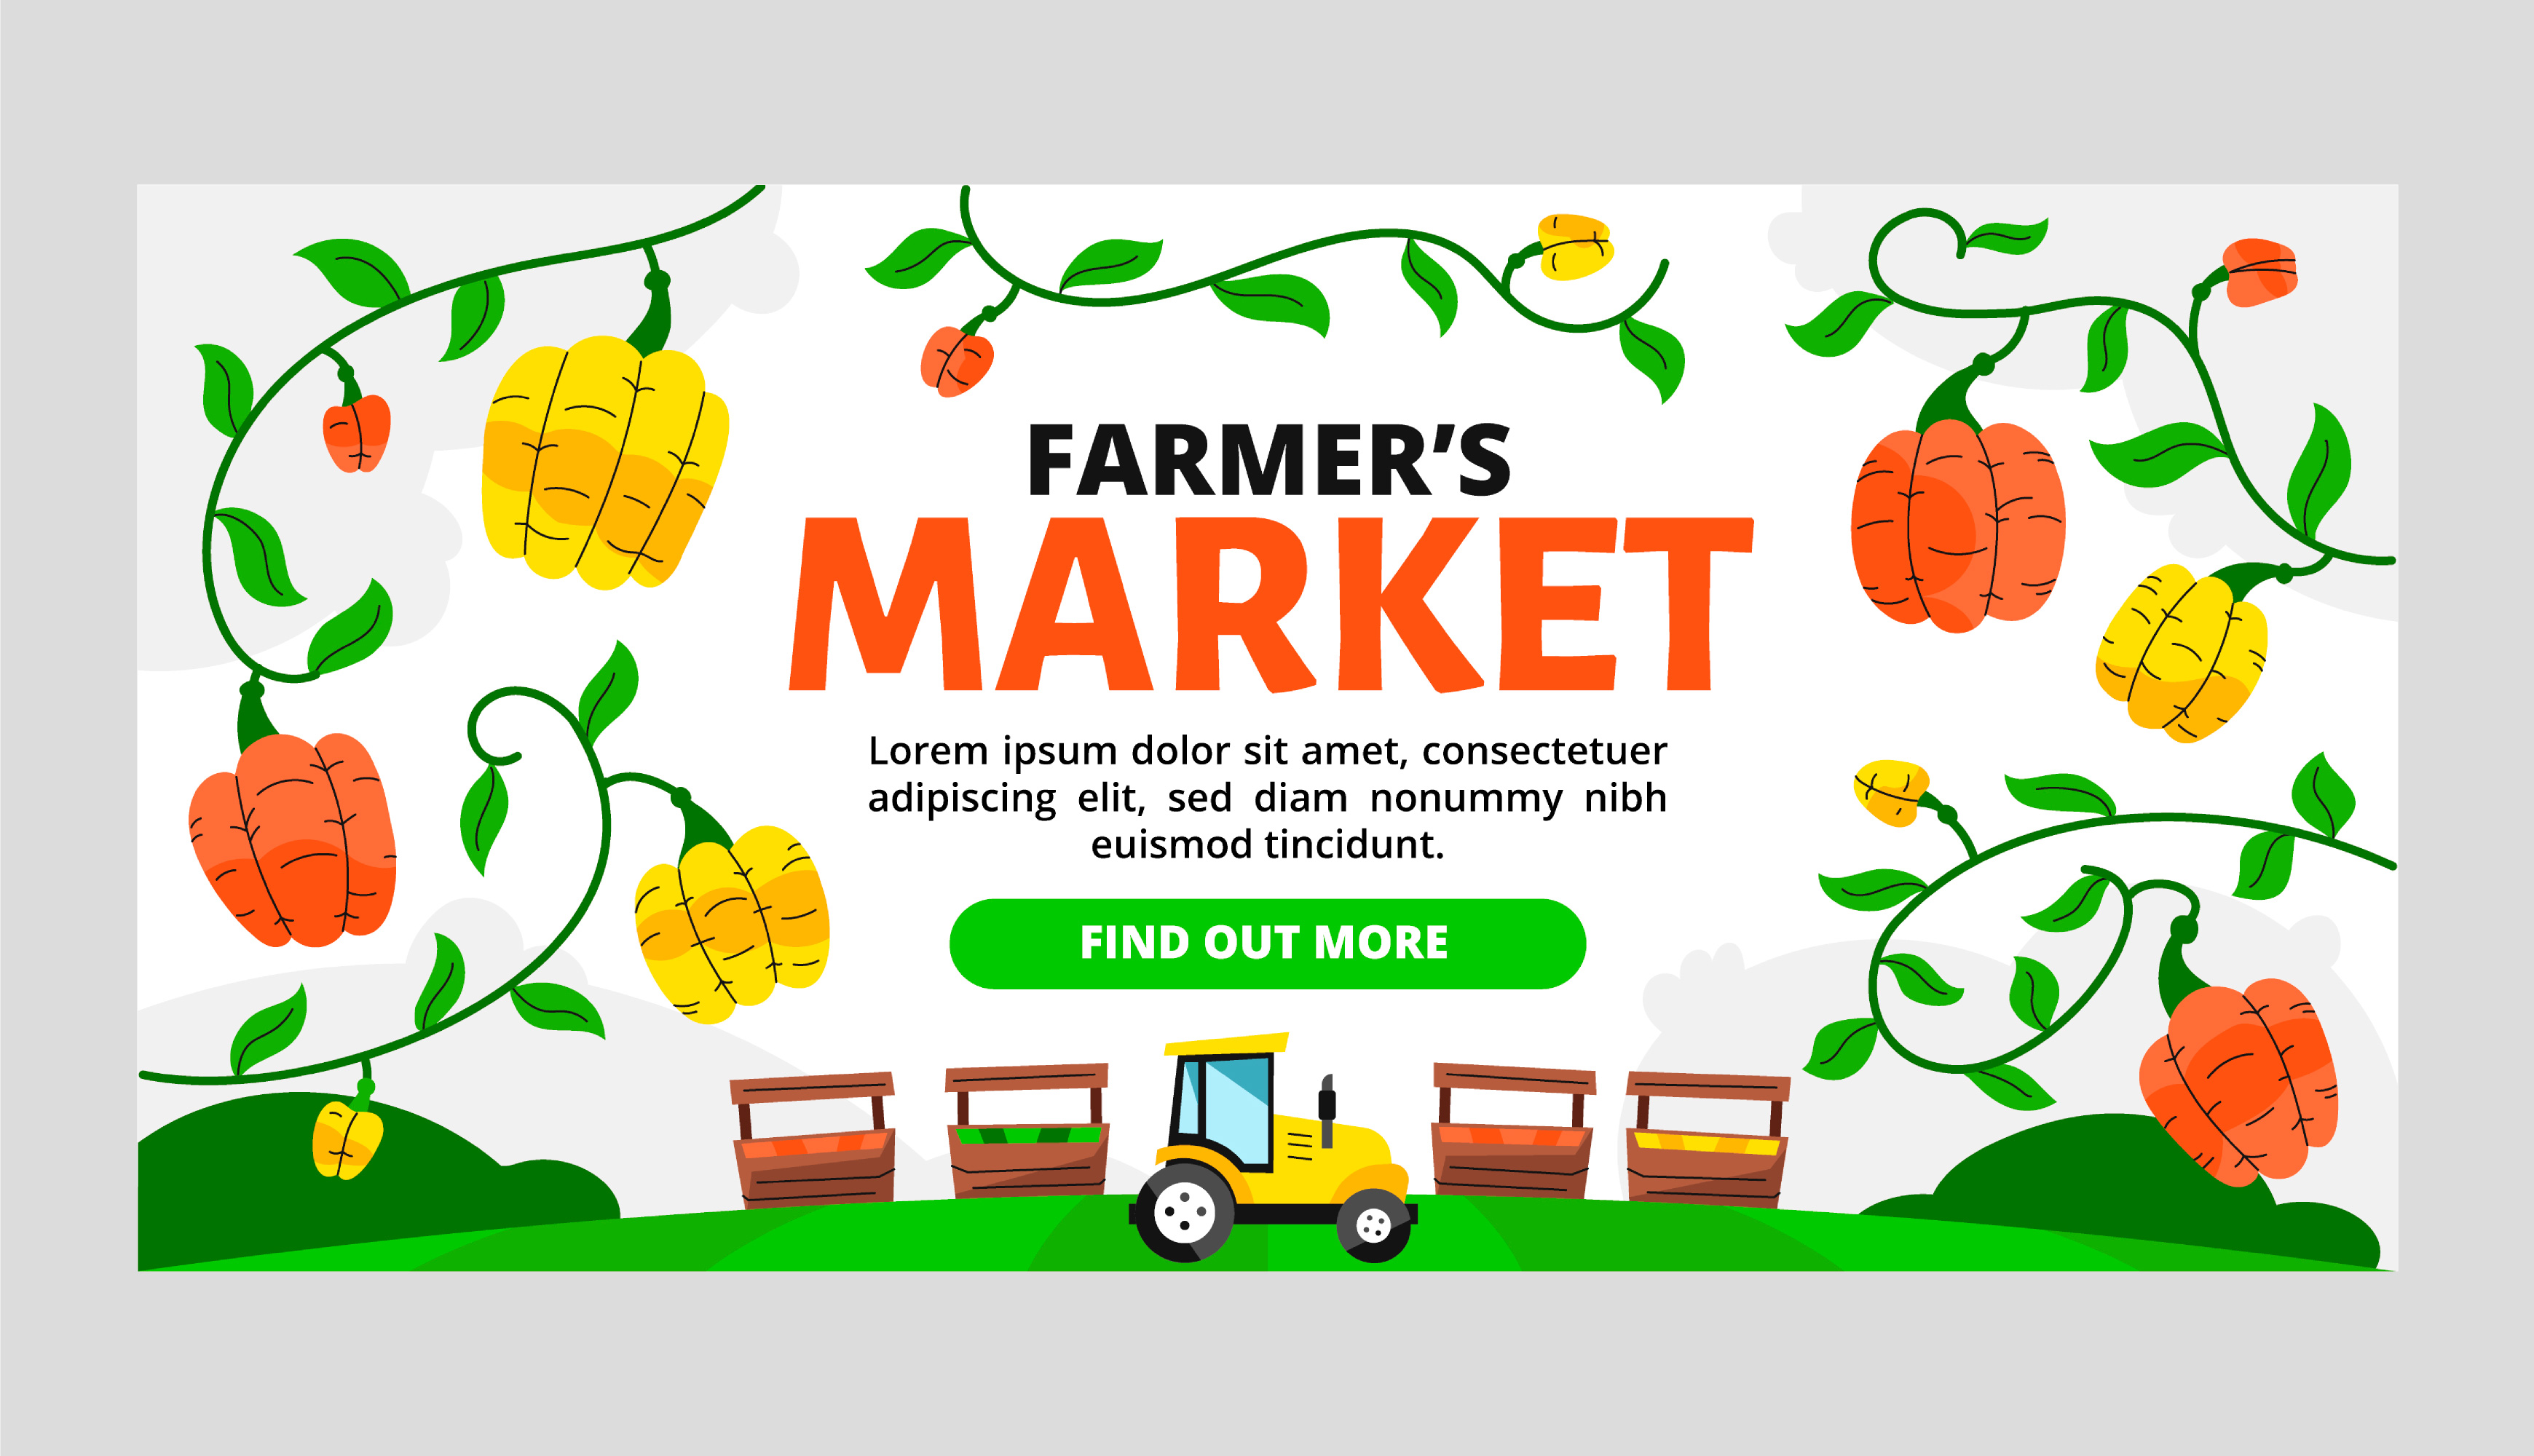 FARMER’S
MARKET
Lorem ipsum dolor sit amet, consectetuer
adipiscing elit, sed diam nonummy nibh
euismod tincidunt.
FIND OUT MORE